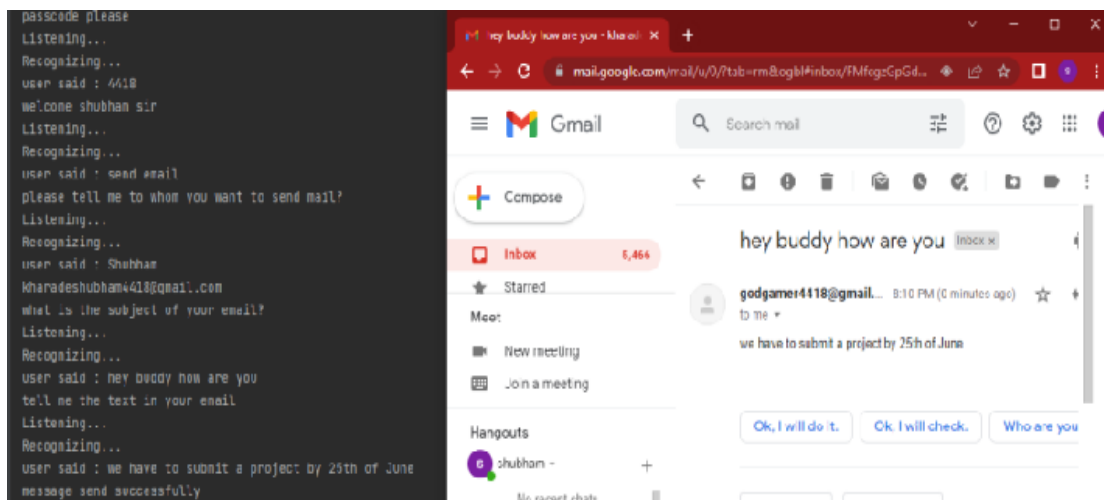 passcode please
Listening...
Recognizing...
user said : 4418
welcome shubhan sir
Listening...
Recognizing...
user said : send email
please tell me to whom you want to send mail?
Listening...
Recognizing...
user said : Shubham
kharadeshubham4418@gmail.com
what is the subject of your email?
Listening...
Recognizing...
user said : hey buddy how are you
tell me the text in your email
Listening...
Recognizing...
user said : we have to submit a project by 25th of June
message send successfully
hey buddy how are you - kharad
mail.google.com/mail/u/0/?tab=rm&ogbl#inbox/
Gmail
Search mail
Compose
Inbox 5,466
Starred
Meet
New meeting
Join a meeting
Hangouts
shubham
No recent chats
hey buddy how are you Inbox x
godgamer4418@gmail... 8:10 PM (0 minutes ago)
to me
we have to submit a project by 25th of June
Ok, I will do it. Ok, I will check. Who are you